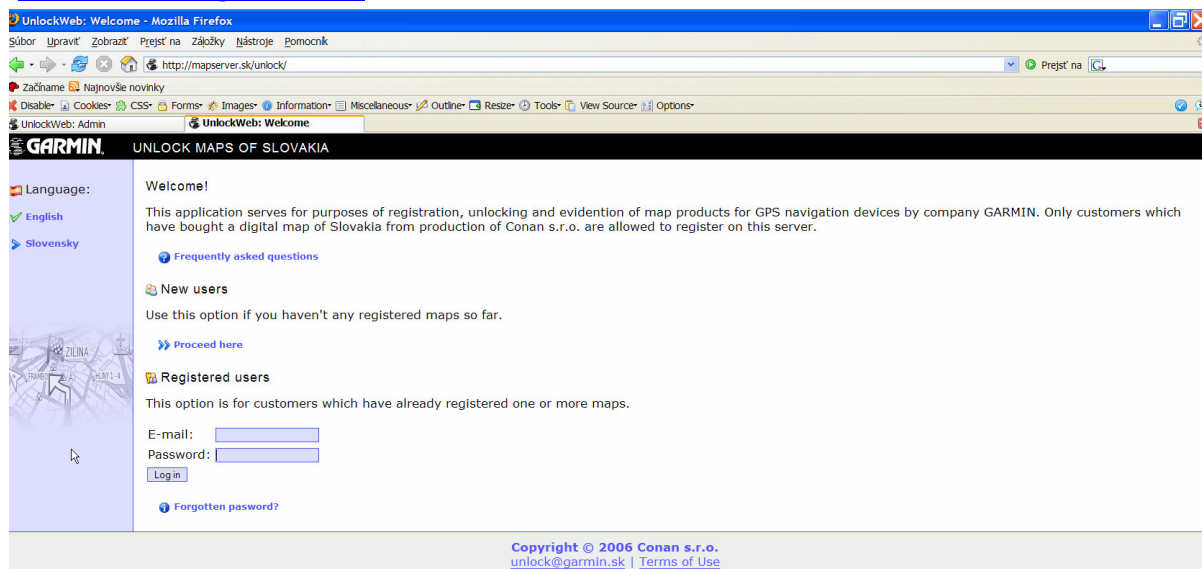 UnlockWeb: Welcome - Mozilla Firefox
Súbor Upraviť Zobraziť Prejsť na Záložky Nástroje Pomocník
http://mapserver.sk/unlock/ Prejsť na
Začíname Najnovšie novinky
Disable Cookies CSS Forms Images Information Miscellaneous Outline Resize Tools View Source Options
UnlockWeb: Admin UnlockWeb: Welcome
GARMIN. UNLOCK MAPS OF SLOVAKIA
Language:
English
Slovensky
ZILINA
HLINY 1-4
Welcome!
This application serves for purposes of registration, unlocking and evidention of map products for GPS navigation devices by company GARMIN. Only customers which
have bought a digital map of Slovakia from production of Conan s.r.o. are allowed to register on this server.
Frequently asked questions
New users
Use this option if you haven't any registered maps so far.
Proceed here
Registered users
This option is for customers which have already registered one or more maps.
E-mail:
Password:
Log in
Forgotten pasword?
Copyright © 2006 Conan s.r.o.
unlock@garmin.sk | Terms of Use